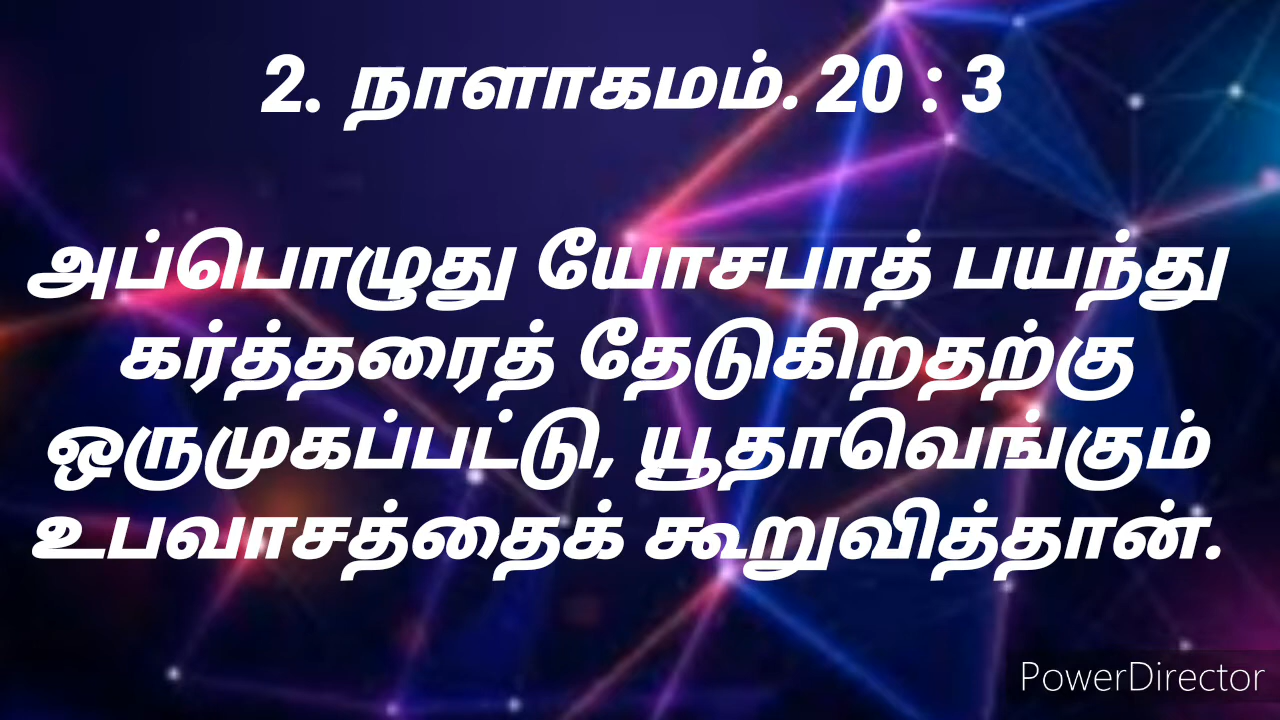 2. நாளாகமம். 20 : 3
அப்பொழுது யோசபாத் பயந்து
கர்த்தரைத் தேடுகிறதற்கு
ஒருமுகப்பட்டு, யூதாவெங்கும்
உபவாசத்தைக் கூறுவித்தான்.
PowerDirector